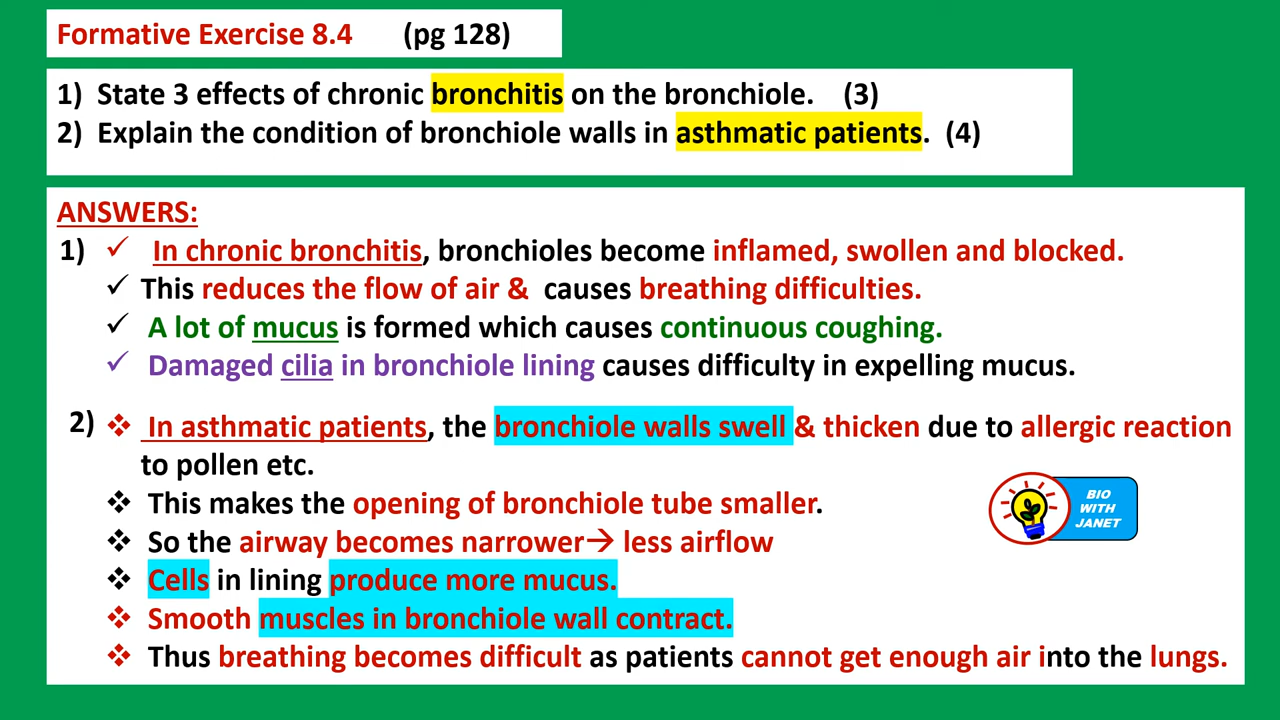 Formative Exercise 8.4 (pg 128)
1) State 3 effects of chronic bronchitis on the bronchiole. (3)
2) Explain the condition of bronchiole walls in asthmatic patients. (4)
ANSWERS:
1) ✓ In chronic bronchitis, bronchioles become inflamed, swollen and blocked.
✓ This reduces the flow of air & causes breathing difficulties.
✓ A lot of mucus is formed which causes continuous coughing.
✓ Damaged cilia in bronchiole lining causes difficulty in expelling mucus.
2) ❖ In asthmatic patients, the bronchiole walls swell & thicken due to allergic reaction
to pollen etc.
❖ This makes the opening of bronchiole tube smaller.
❖ So the airway becomes narrower→ less airflow
❖ Cells in lining produce more mucus.
❖ Smooth muscles in bronchiole wall contract.
❖ Thus breathing becomes difficult as patients cannot get enough air into the lungs.
BIO
WITH
JANET